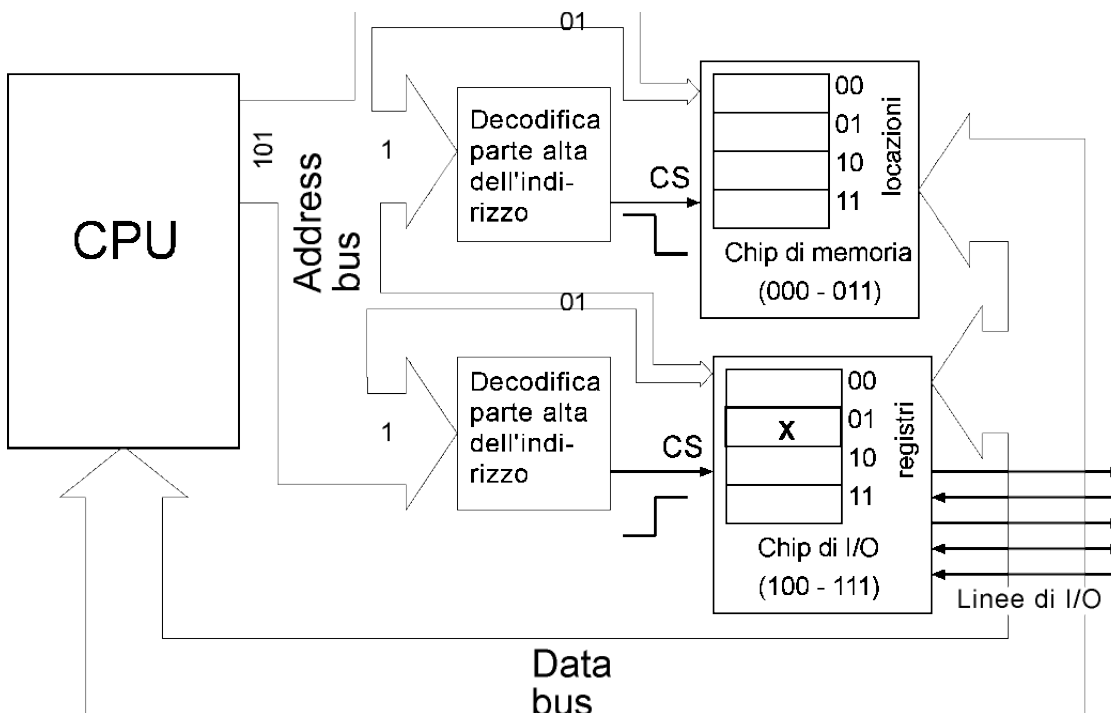 01
CPU
101
Address
bus
1
Decodifica
parte alta
dell'indi-
rizzo
CS
00
01
10
11
locazioni
Chip di memoria
(000 - 011)
01
1
Decodifica
parte alta
dell'indi-
rizzo
CS
00
01
X
10
11
registri
Chip di I/O
(100 - 111)
Linee di I/O
Data
bus